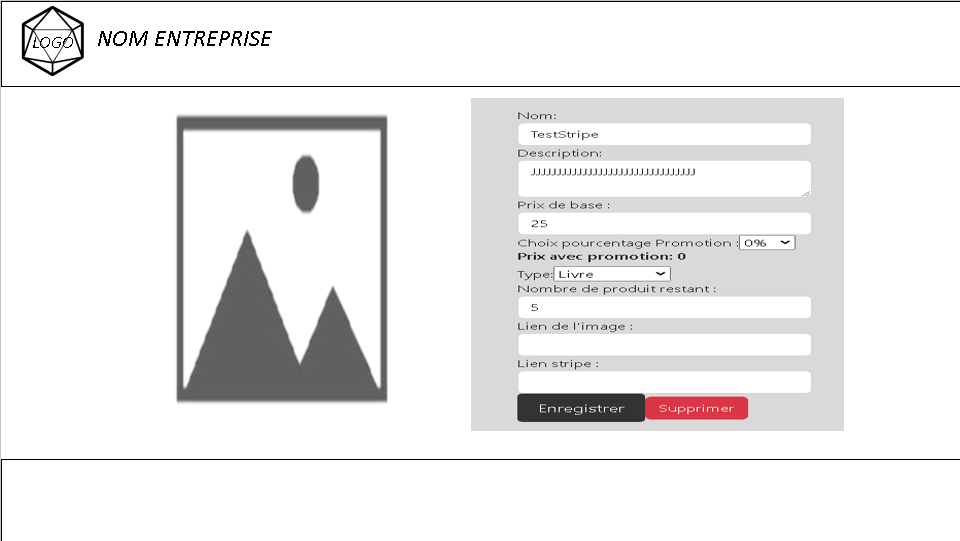 LOGO
NOM ENTREPRISE
Nom:
TestStripe
Description:
JJJJJJJJJJJJJJJJJJJJJJJJJJJJJJJJJ
Prix de base :
25
Choix pourcentage Promotion : 0%
Prix avec promotion: 0
Type: Livre
Nombre de produit restant :
5
Lien de l'image :
Lien stripe :
Enregistrer Supprimer